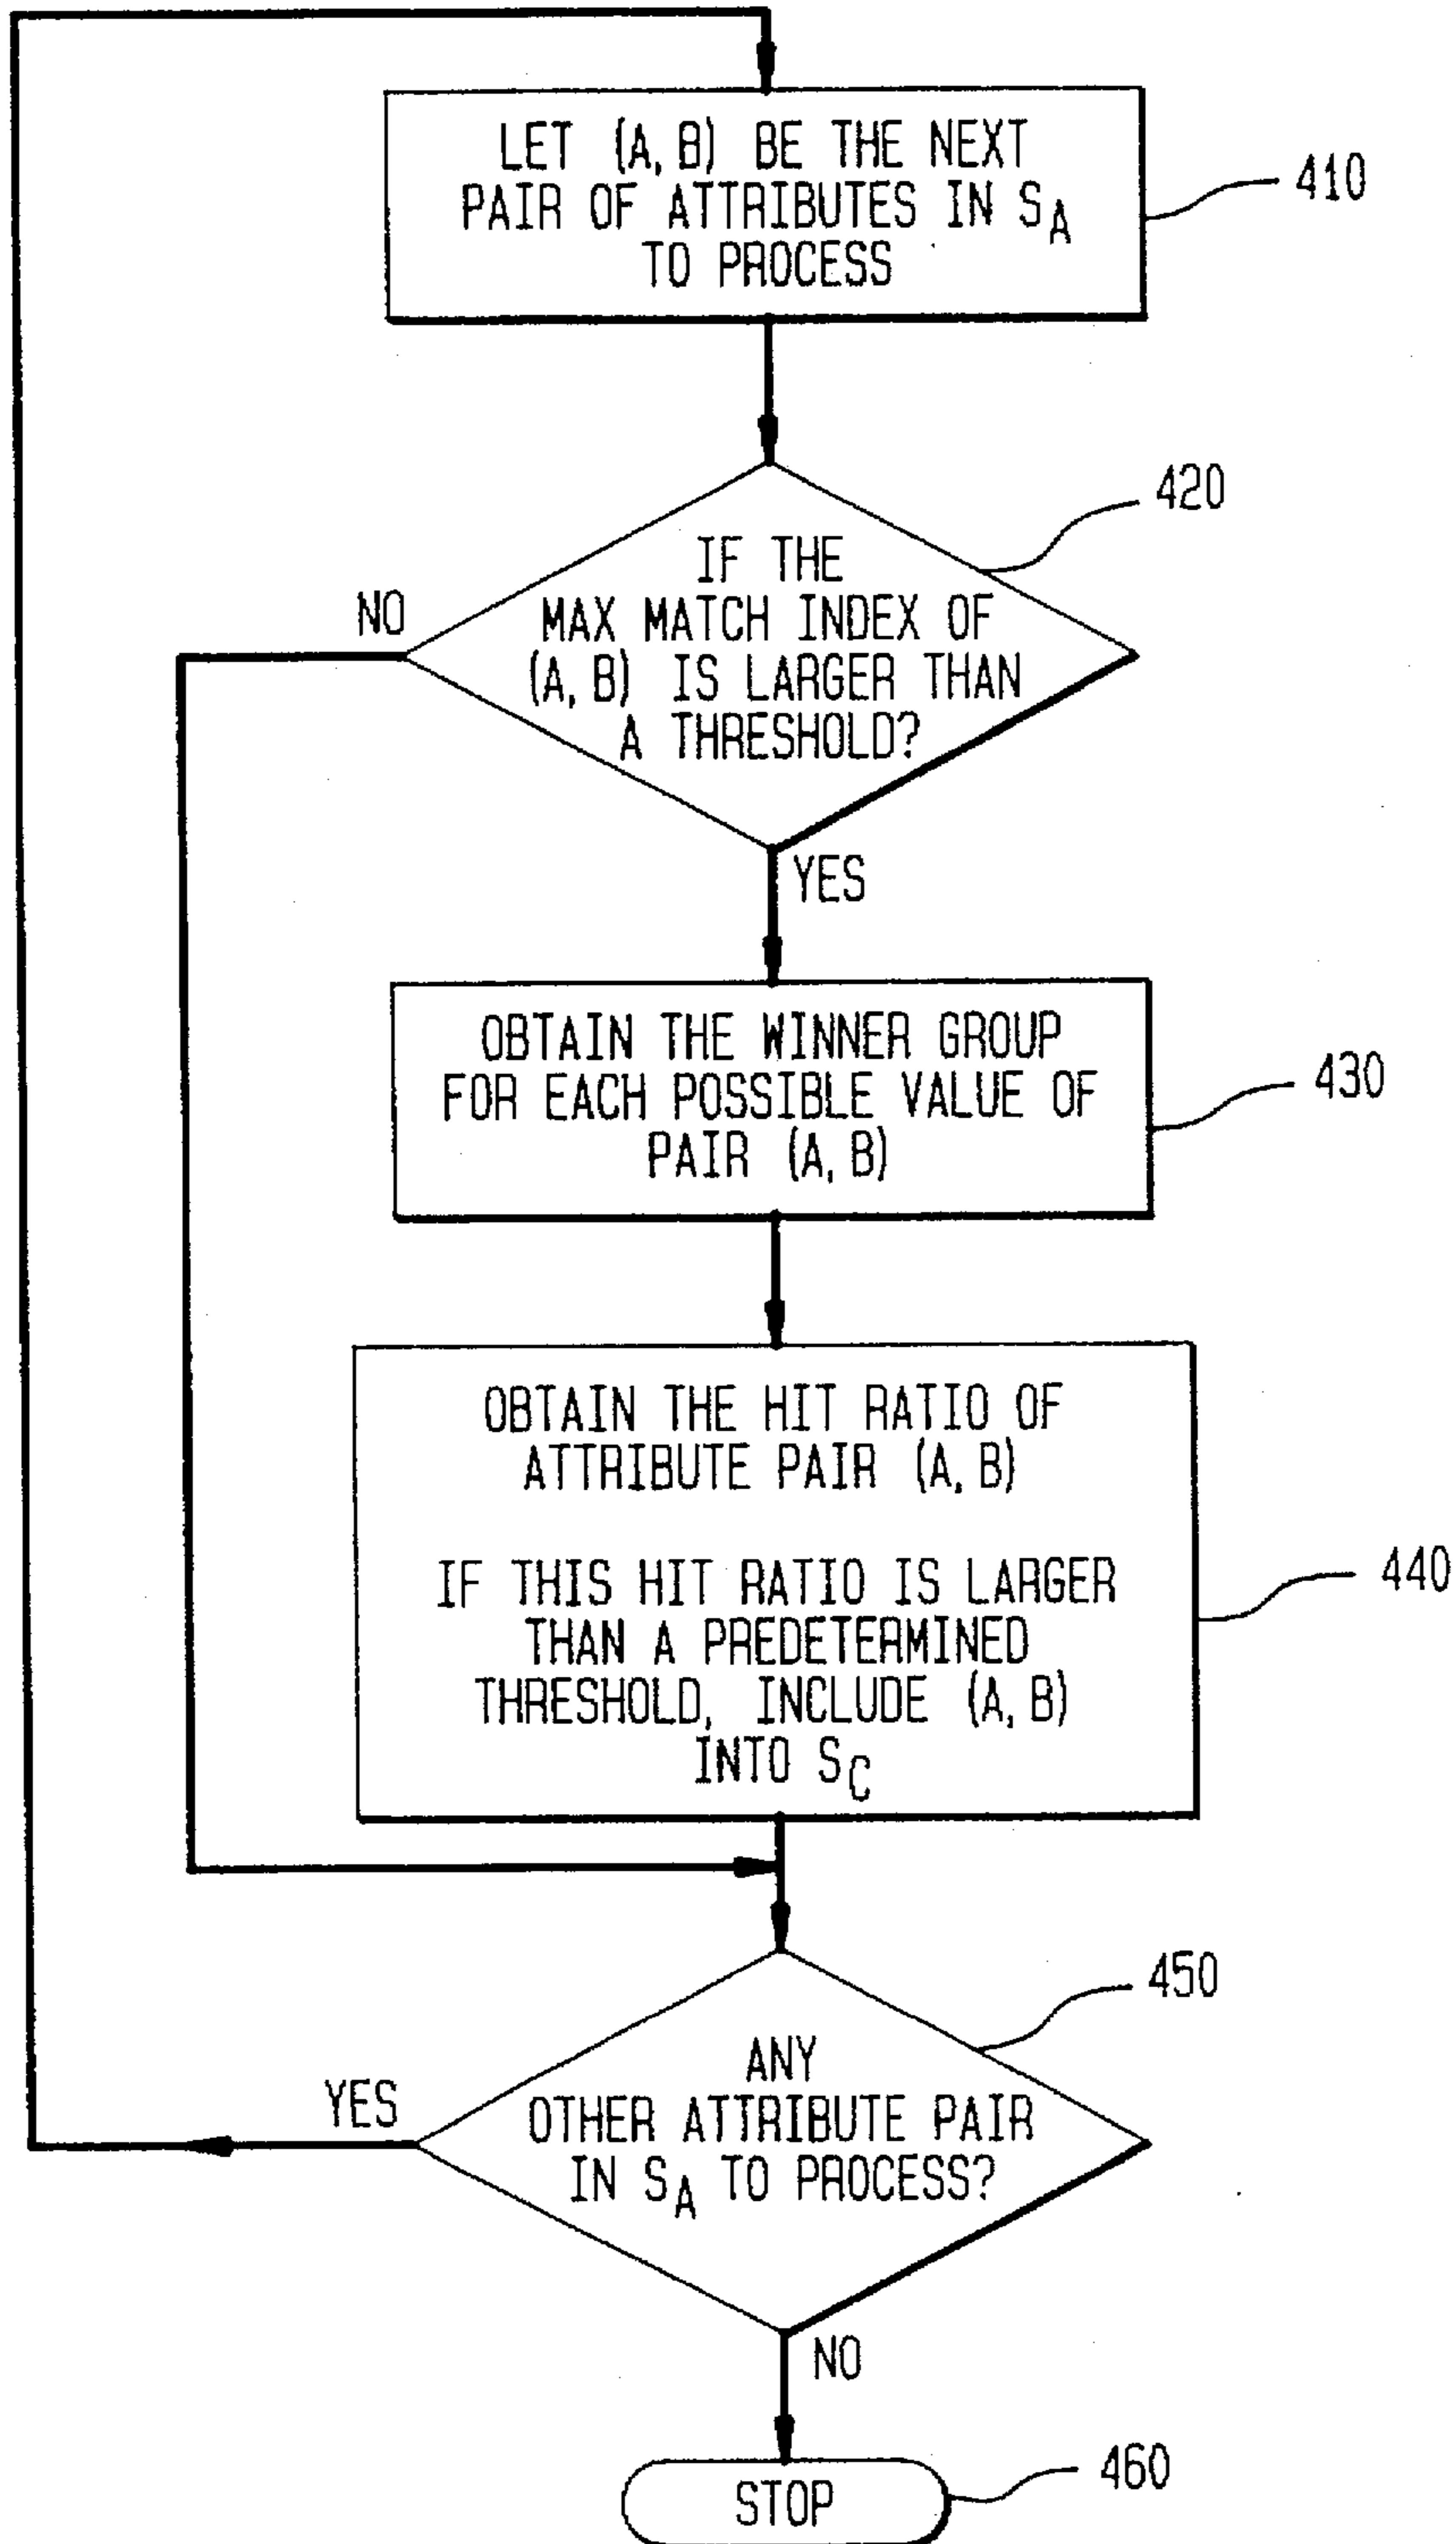 LET (A, B) BE THE NEXT
PAIR OF ATTRIBUTES IN SA
TO PROCESS
410
420
IF THE
MAX MATCH INDEX OF
(A, B) IS LARGER THAN
A THRESHOLD?
NO
YES
OBTAIN THE WINNER GROUP
FOR EACH POSSIBLE VALUE OF
PAIR (A, B)
430
OBTAIN THE HIT RATIO OF
ATTRIBUTE PAIR (A, B)
IF THIS HIT RATIO IS LARGER
THAN A PREDETERMINED
THRESHOLD, INCLUDE (A, B)
INTO SC
440
450
ANY
OTHER ATTRIBUTE PAIR
IN SA TO PROCESS?
YES
NO
STOP
460